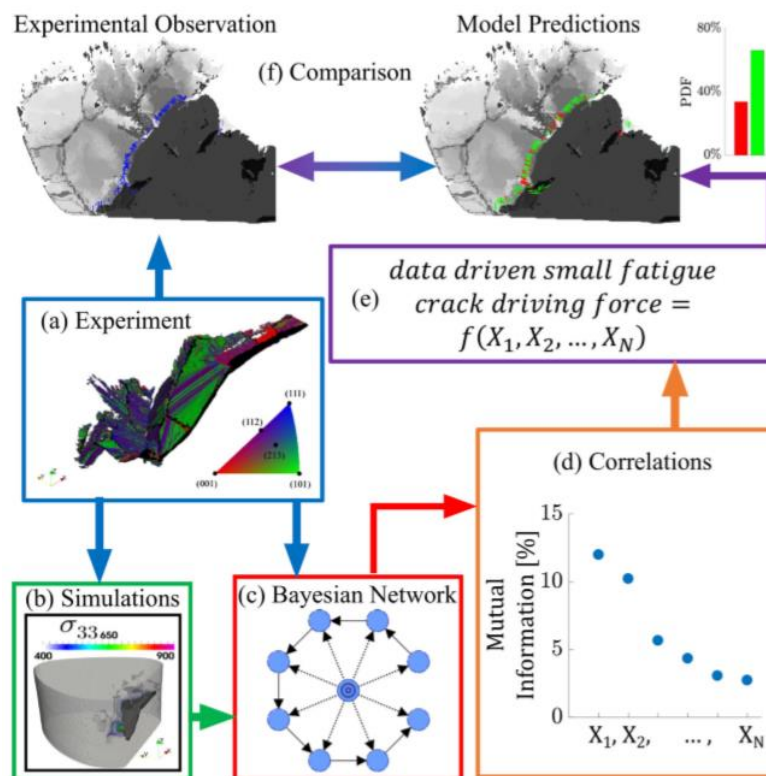 Experimental Observation
Model Predictions
(f) Comparison
80%
40%
0%
PDF
(a) Experiment
(111)
(112)
(213)
(001)
(101)
data driven small fatigue
(e) crack driving force =
f(X₁, X₂, ..., X_N)
(d) Correlations
15
10
5
0
Mutual
Information [%]
X₁, X₂, ..., X_N
(b) Simulations
σ₃₃ 650
400 900
(c) Bayesian Network